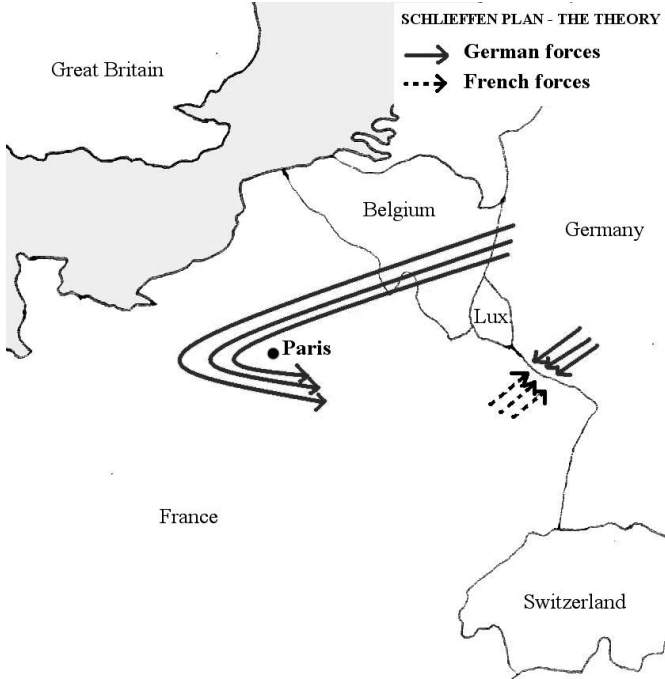 SCHLIEFFEN PLAN - THE THEORY
German forces
French forces
Great Britain
Belgium
Germany
Lux
Paris
France
Switzerland